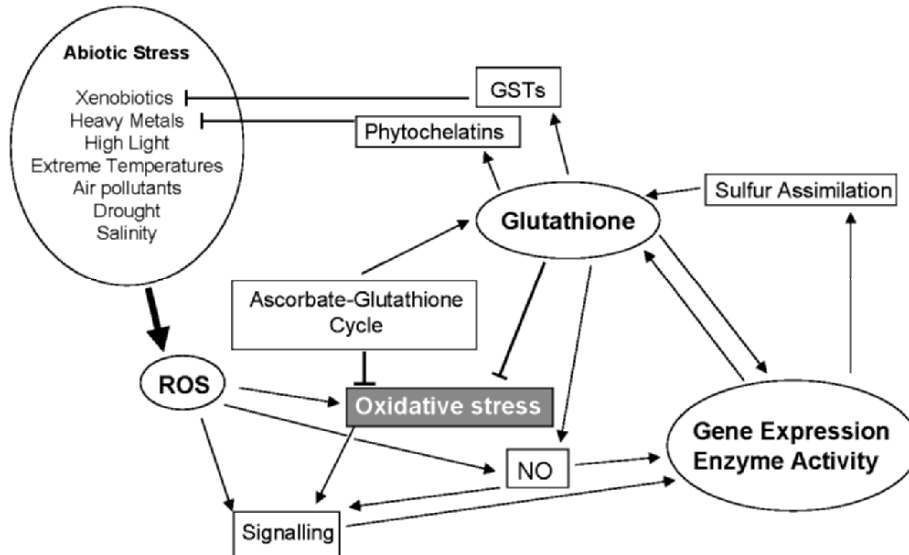 Abiotic Stress
Xenobiotics
Heavy Metals
High Light
Extreme Temperatures
Air pollutants
Drought
Salinity
GSTs
Phytochelatins
Glutathione
Sulfur Assimilation
Ascorbate-Glutathione
Cycle
ROS
Oxidative stress
Gene Expression
Enzyme Activity
NO
Signalling